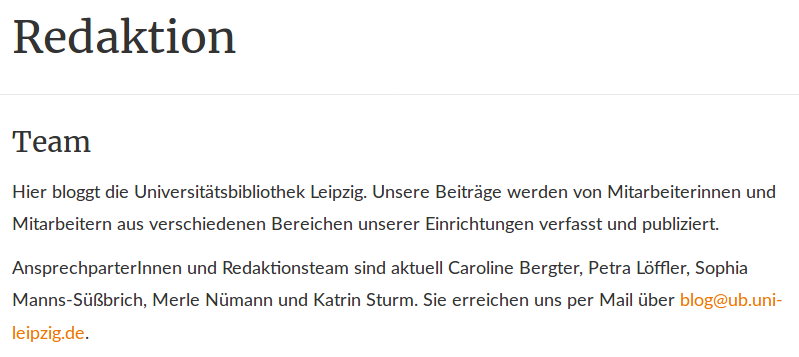 Redaktion
Team
Hier bloggt die Universitätsbibliothek Leipzig. Unsere Beiträge werden von Mitarbeiterinnen und
Mitarbeitern aus verschiedenen Bereichen unserer Einrichtungen verfasst und publiziert.
AnsprechparterInnen und Redaktionsteam sind aktuell Caroline Bergter, Petra Löffler, Sophia
Manns-Süßbrich, Merle Nümann und Katrin Sturm. Sie erreichen uns per Mail über blog@ub.uni-
leipzig.de.